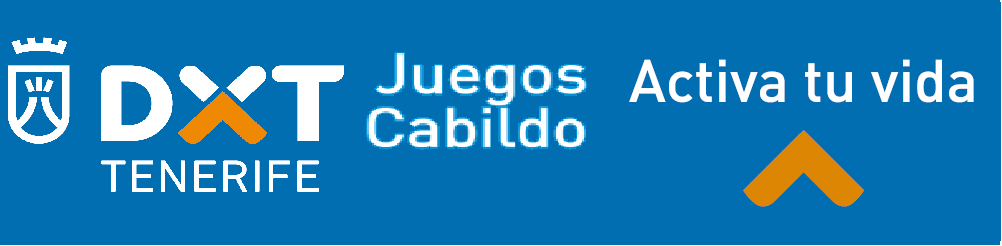 DXT
TENERIFE
Juegos
Cabildo
Activa tu vida